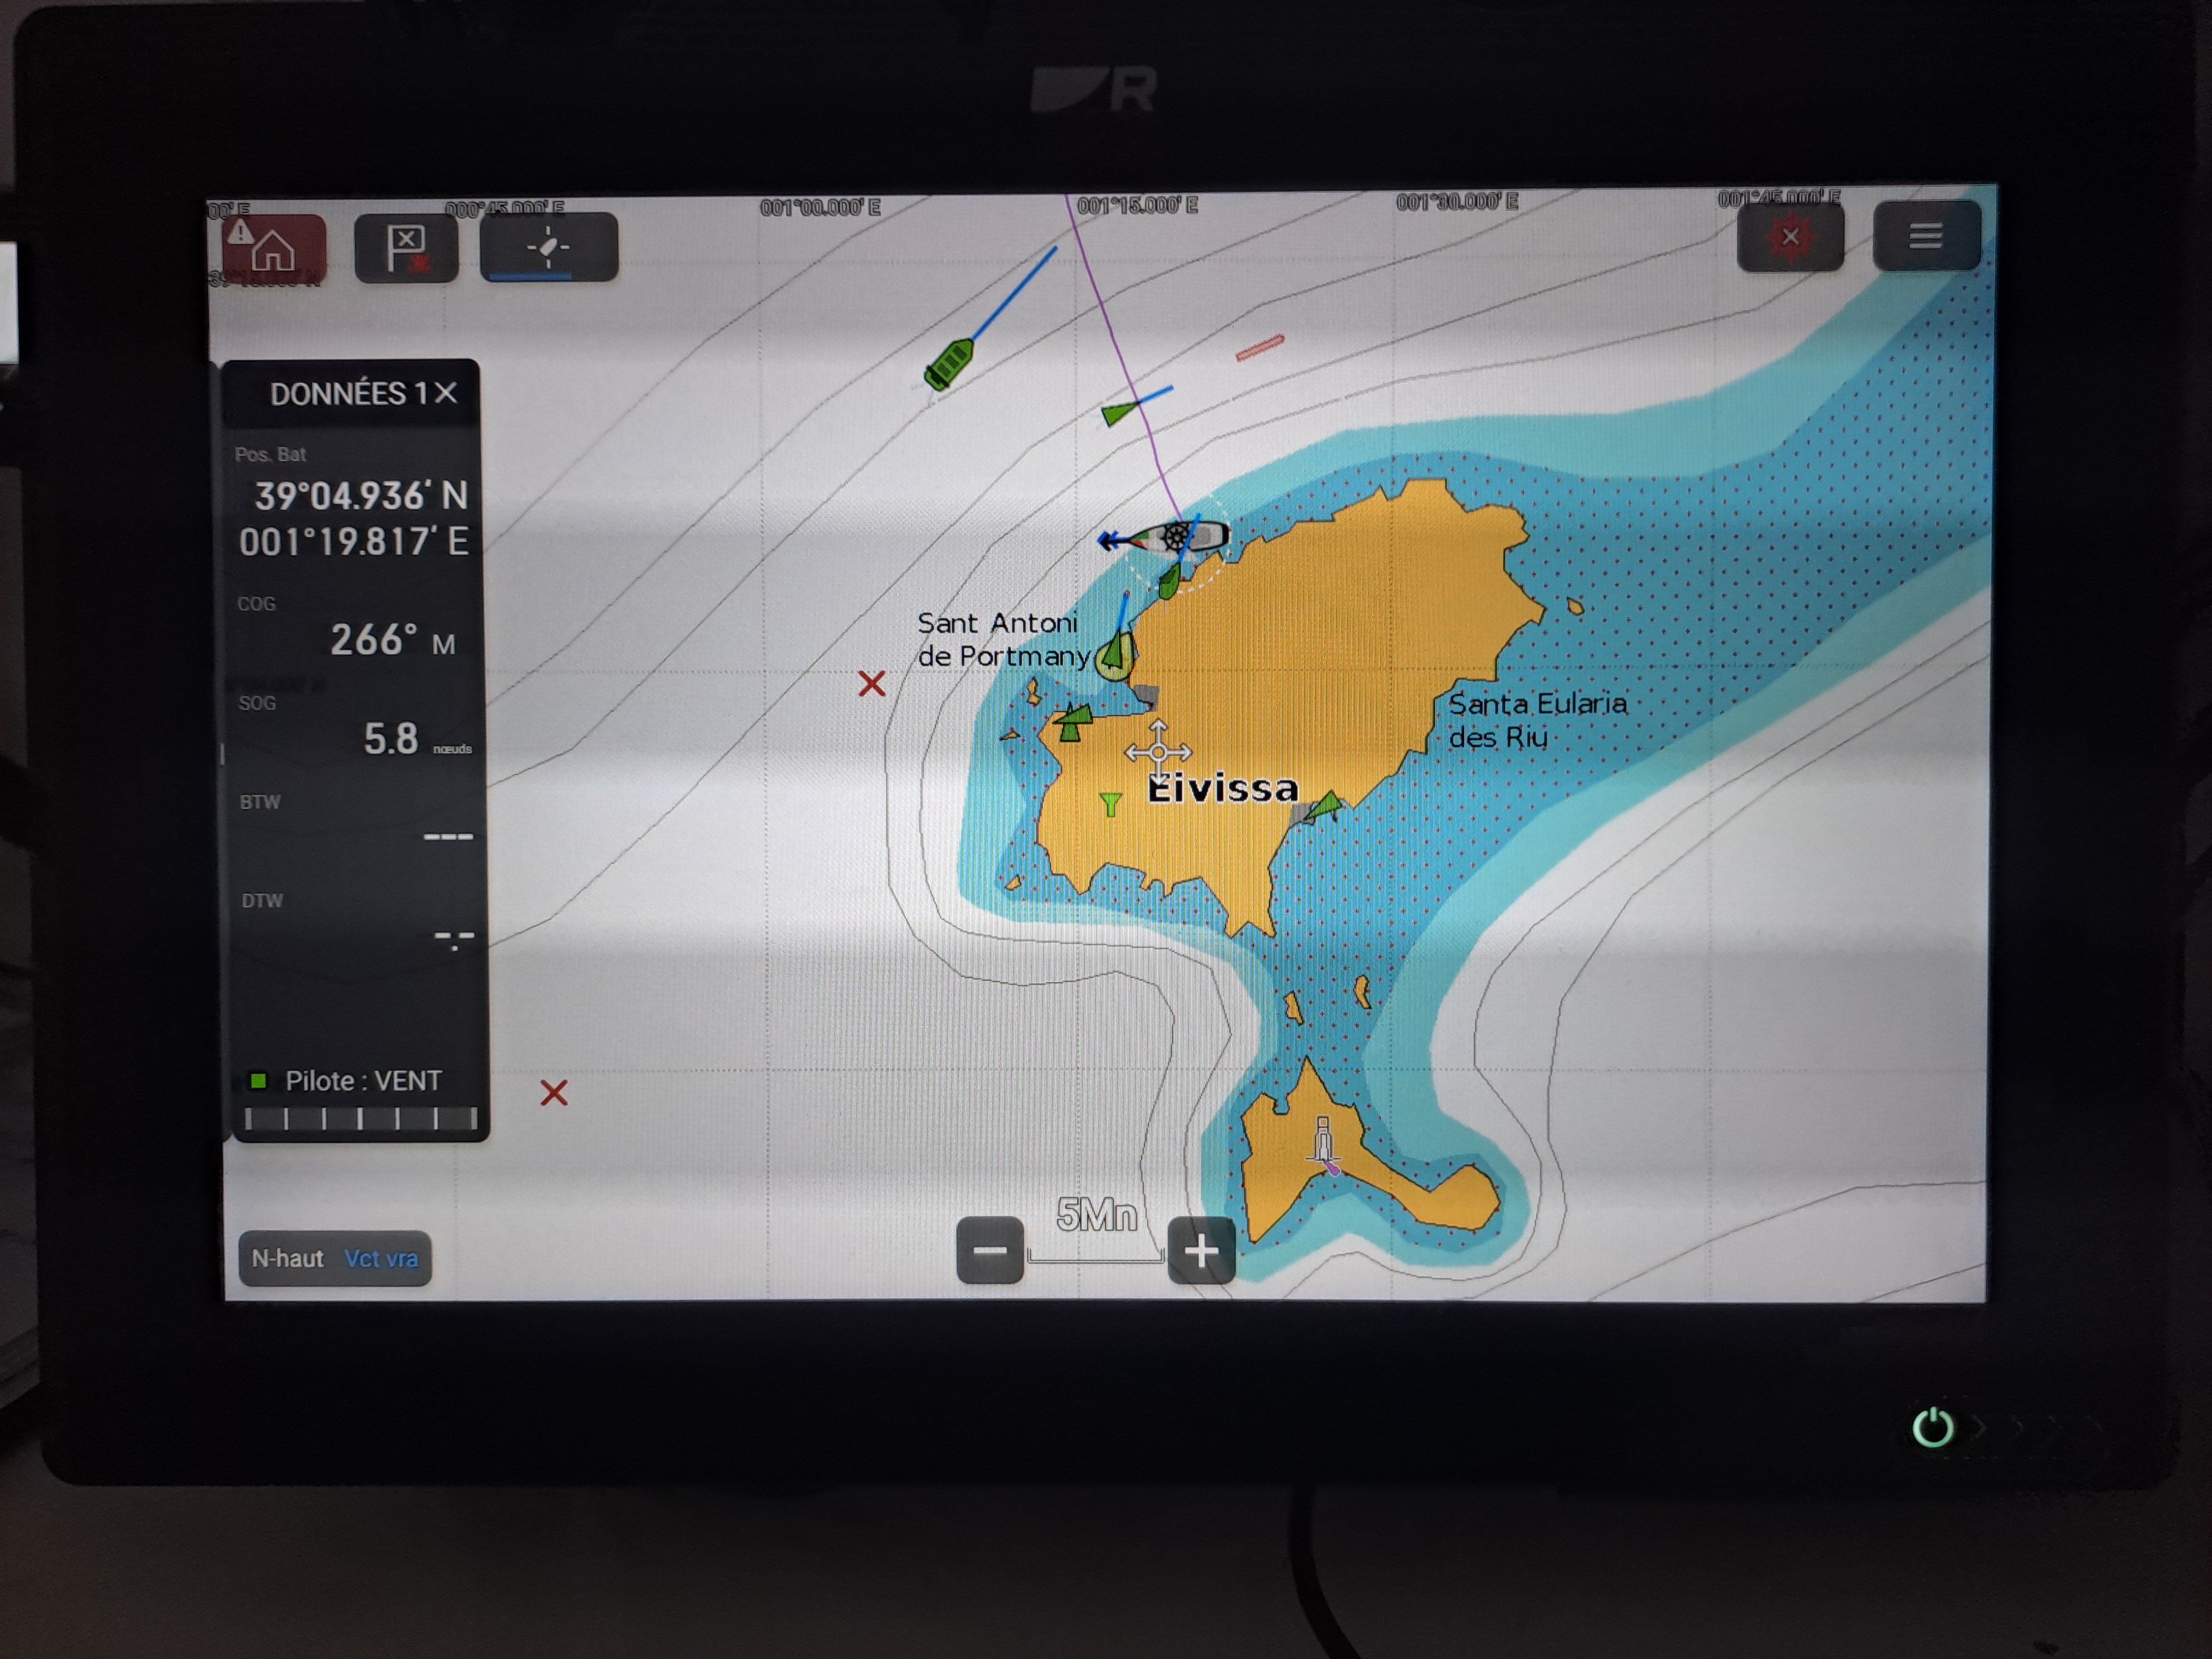 R
00' E 000°45.000' E 001°00.000' E 001°15.000' E 001°30.000' E 001°45.000' E
DONNÉES 1
Pos. Bat
39°04.936' N
001°19.817' E
COG
266° M
SOG
5.8 nœuds
BTW
---
DTW
-.-
Pilote : VENT
N-haut Vct vra
Sant Antoni
de Portmany
Santa Eularia
des Riu
Eivissa
5Mn